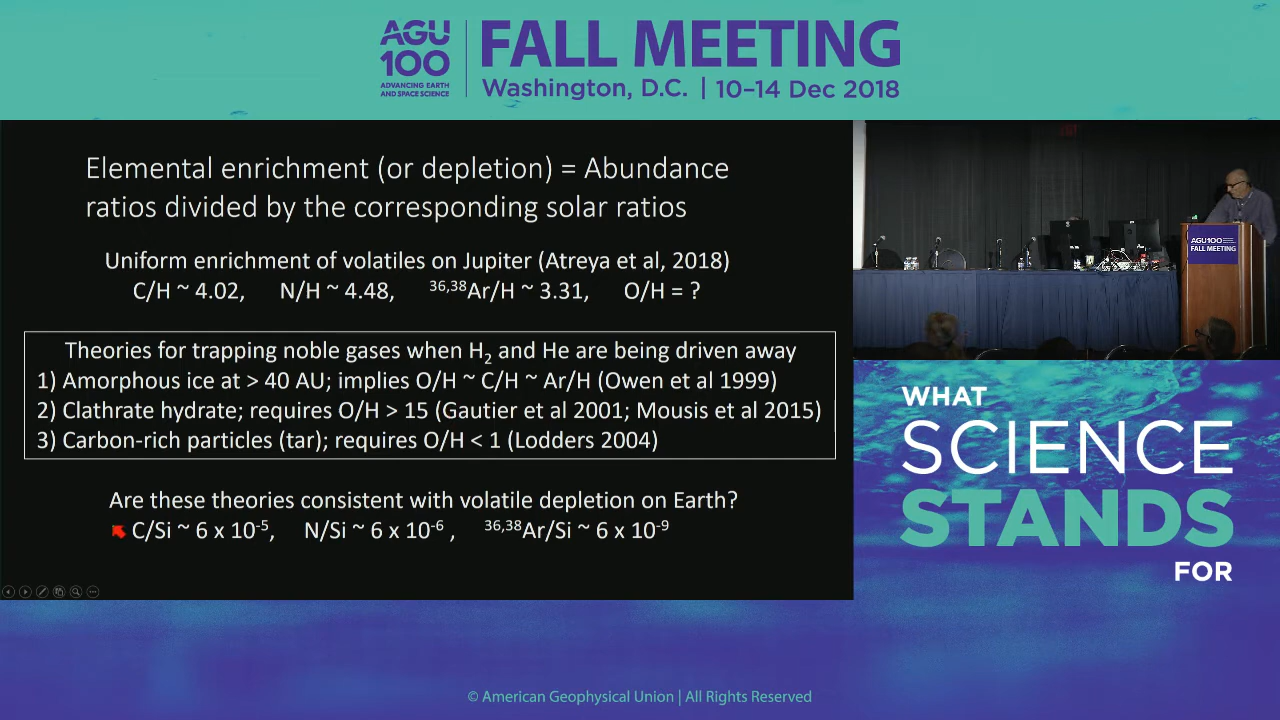 AGU
100
ADVANCING EARTH
AND SPACE SCIENCE
FALL MEETING
Washington, D.C. | 10–14 Dec 2018
Elemental enrichment (or depletion) = Abundance
ratios divided by the corresponding solar ratios
Uniform enrichment of volatiles on Jupiter (Atreya et al, 2018)
C/H ~ 4.02, N/H ~ 4.48, ³⁶,³⁸Ar/H ~ 3.31, O/H = ?
Theories for trapping noble gases when H₂ and He are being driven away
1) Amorphous ice at > 40 AU; implies O/H ~ C/H ~ Ar/H (Owen et al 1999)
2) Clathrate hydrate; requires O/H > 15 (Gautier et al 2001; Mousis et al 2015)
3) Carbon-rich particles (tar); requires O/H < 1 (Lodders 2004)
Are these theories consistent with volatile depletion on Earth?
C/Si ~ 6 x 10⁻⁵, N/Si ~ 6 x 10⁻⁶ , ³⁶,³⁸Ar/Si ~ 6 x 10⁻⁹
AGU100
FALL MEETING
WHAT
SCIENCE
STANDS
FOR
© American Geophysical Union | All Rights Reserved